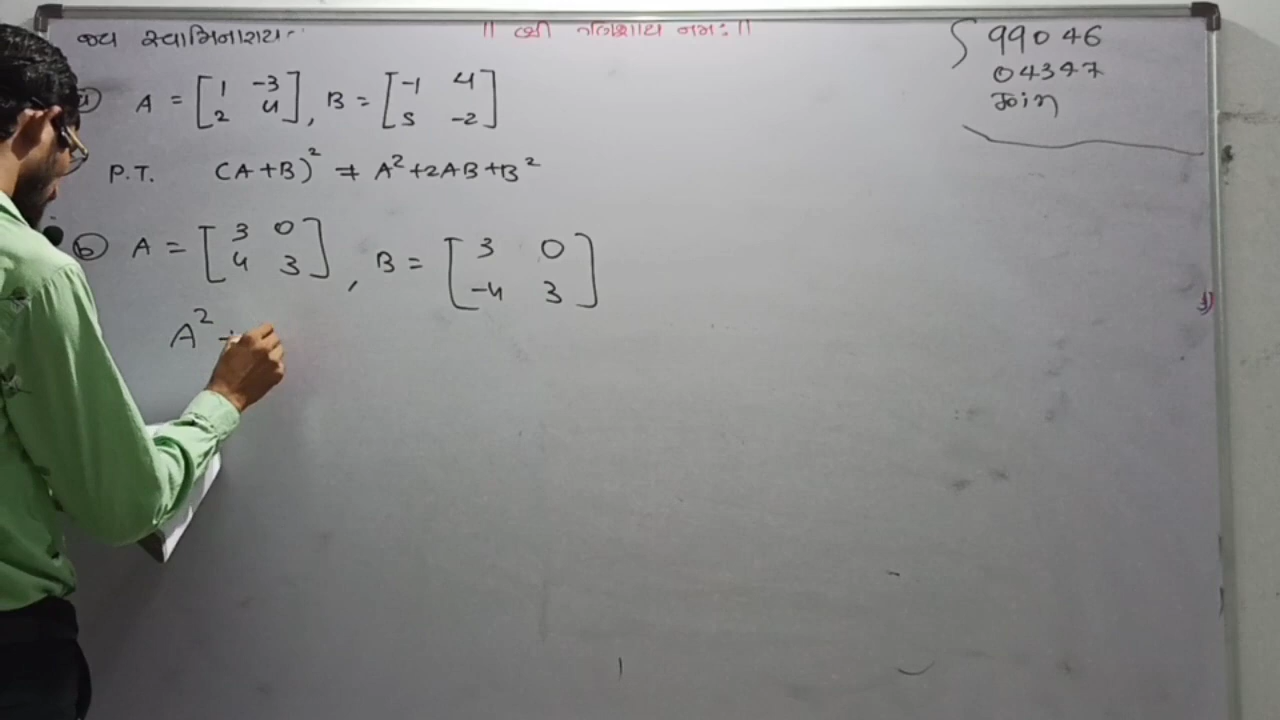 જય સ્વામિનારાયણ
|| શ્રી ગણેશાય નમઃ ||
99046
04347
Join
(a) A = [1 -3; 2 4], B = [-1 4; 5 -2]
P.T. (A+B)² ≠ A²+2AB+B²
(b) A = [3 0; 4 3], B = [3 0; -4 3]
A²